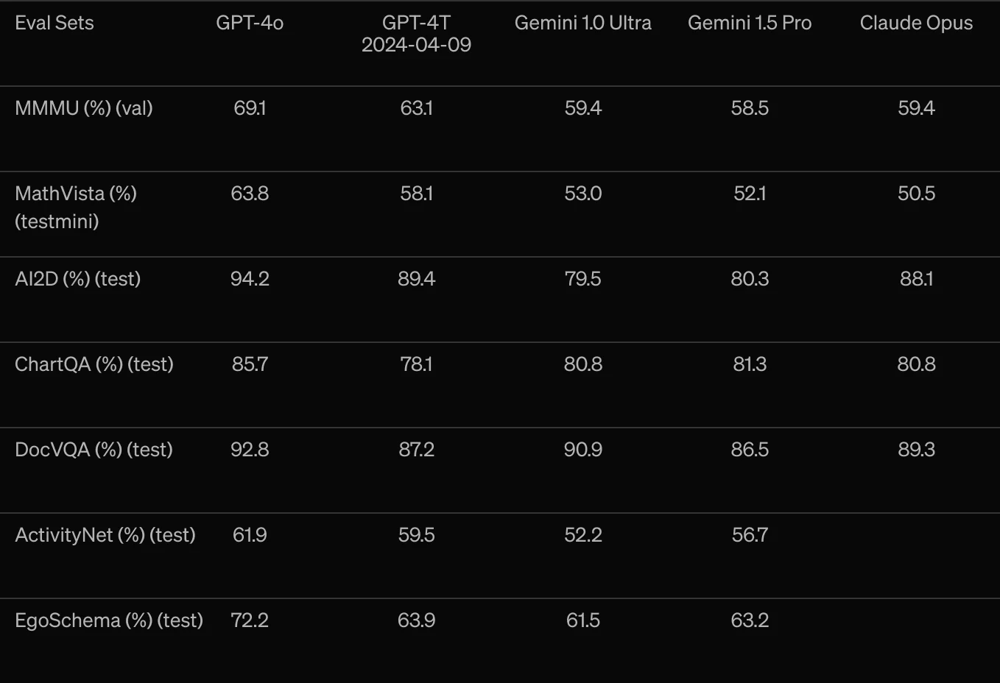 Eval Sets GPT-4o GPT-4T Gemini 1.0 Ultra Gemini 1.5 Pro Claude Opus
2024-04-09
MMMU (%) (val) 69.1 63.1 59.4 58.5 59.4
MathVista (%) 63.8 58.1 53.0 52.1 50.5
(testmini)
AI2D (%) (test) 94.2 89.4 79.5 80.3 88.1
ChartQA (%) (test) 85.7 78.1 80.8 81.3 80.8
DocVQA (%) (test) 92.8 87.2 90.9 86.5 89.3
ActivityNet (%) (test) 61.9 59.5 52.2 56.7
EgoSchema (%) (test) 72.2 63.9 61.5 63.2